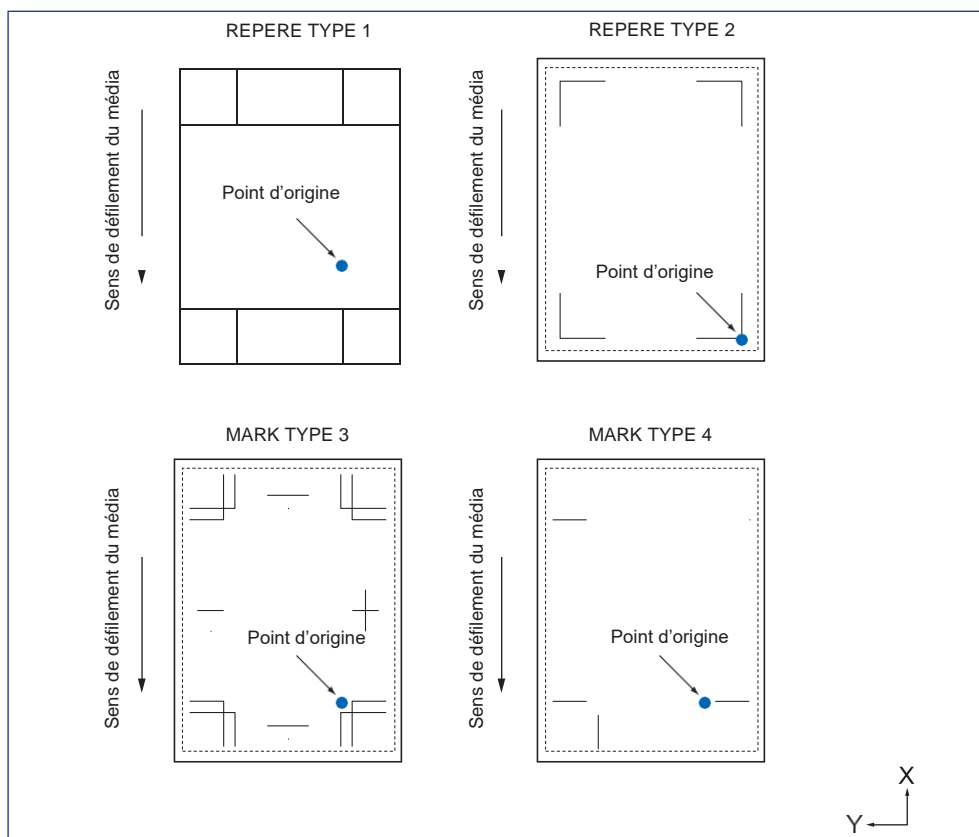 REPERE TYPE 1
REPERE TYPE 2
Sens de défilement du média
Point d’origine
Sens de défilement du média
Point d’origine
MARK TYPE 3
MARK TYPE 4
Sens de défilement du média
Point d’origine
Sens de défilement du média
Point d’origine
X
Y